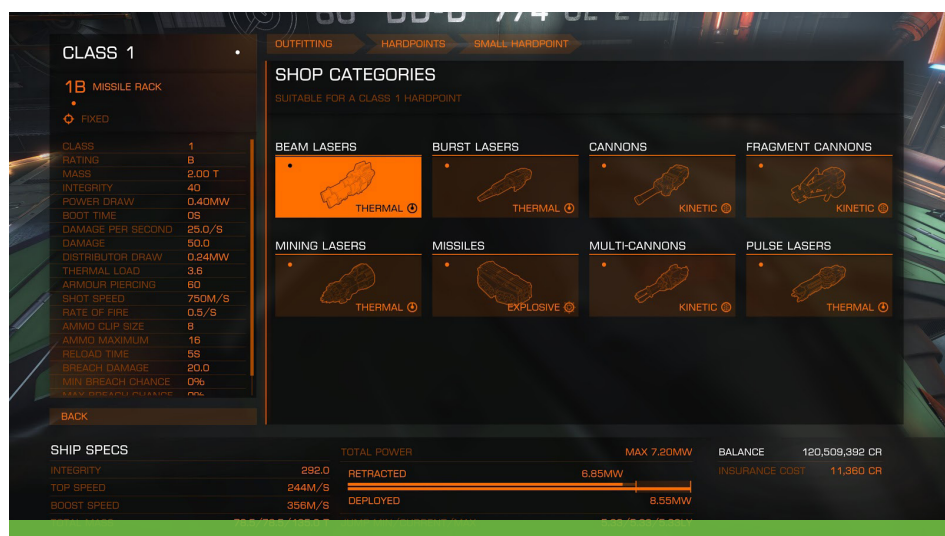 CLASS 1
1B MISSILE RACK
FIXED
CLASS 1
RATING B
MASS 2.00 T
INTEGRITY 40
POWER DRAW 0.40MW
BOOT TIME 0S
DAMAGE PER SECOND 25.0/S
DAMAGE 50.0
DISTRIBUTOR DRAW 0.24MW
THERMAL LOAD 3.6
ARMOUR PIERCING 60
SHOT SPEED 750M/S
RATE OF FIRE 0.5/S
AMMO CLIP SIZE 8
AMMO MAXIMUM 16
RELOAD TIME 5S
BREACH DAMAGE 20.0
MIN BREACH CHANCE 0%
MAX BREACH CHANCE 0%
BACK
OUTFITTING HARDPOINTS SMALL HARDPOINT
SHOP CATEGORIES
SUITABLE FOR A CLASS 1 HARDPOINT
BEAM LASERS BURST LASERS CANNONS FRAGMENT CANNONS
THERMAL THERMAL KINETIC KINETIC
MINING LASERS MISSILES MULTI-CANNONS PULSE LASERS
THERMAL EXPLOSIVE KINETIC THERMAL
SHIP SPECS
INTEGRITY 292.0
TOP SPEED 244M/S
BOOST SPEED 356M/S
TOTAL POWER MAX 7.20MW
RETRACTED 6.85MW
DEPLOYED 8.55MW
BALANCE 120,509,392 CR
INSURANCE COST 11,360 CR